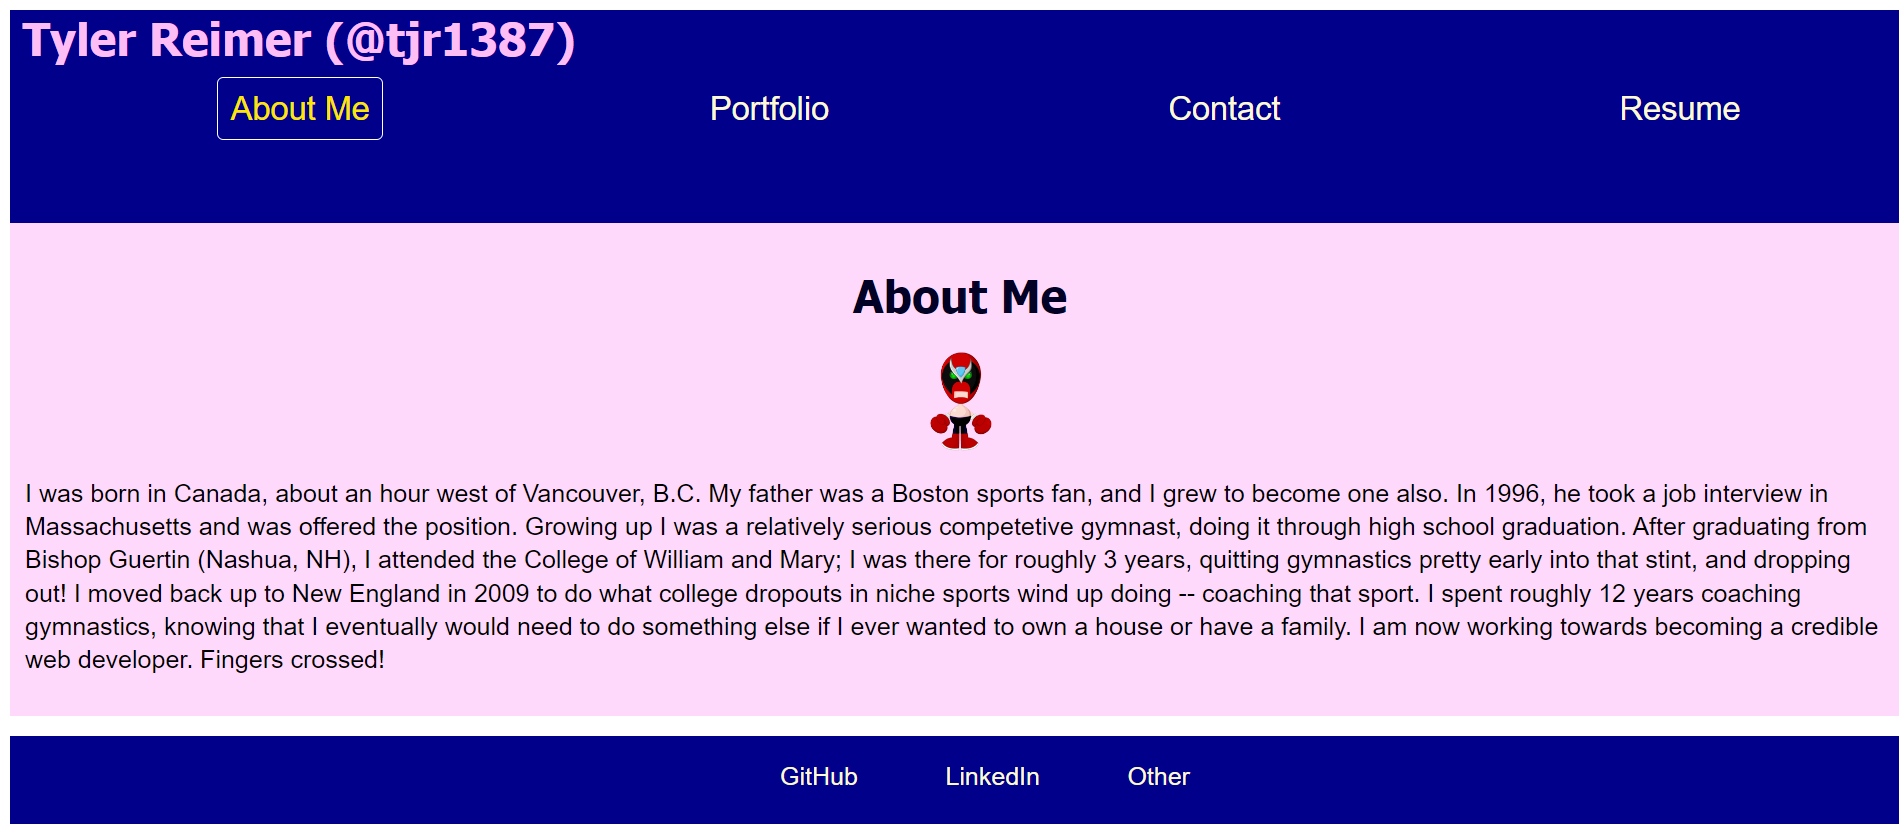 Tyler Reimer (@tjr1387)
About Me
Portfolio
Contact
Resume
About Me
I was born in Canada, about an hour west of Vancouver, B.C. My father was a Boston sports fan, and I grew to become one also. In 1996, he took a job interview in
Massachusetts and was offered the position. Growing up I was a relatively serious competetive gymnast, doing it through high school graduation. After graduating from
Bishop Guertin (Nashua, NH), I attended the College of William and Mary; I was there for roughly 3 years, quitting gymnastics pretty early into that stint, and dropping
out! I moved back up to New England in 2009 to do what college dropouts in niche sports wind up doing -- coaching that sport. I spent roughly 12 years coaching
gymnastics, knowing that I eventually would need to do something else if I ever wanted to own a house or have a family. I am now working towards becoming a credible
web developer. Fingers crossed!
GitHub
LinkedIn
Other